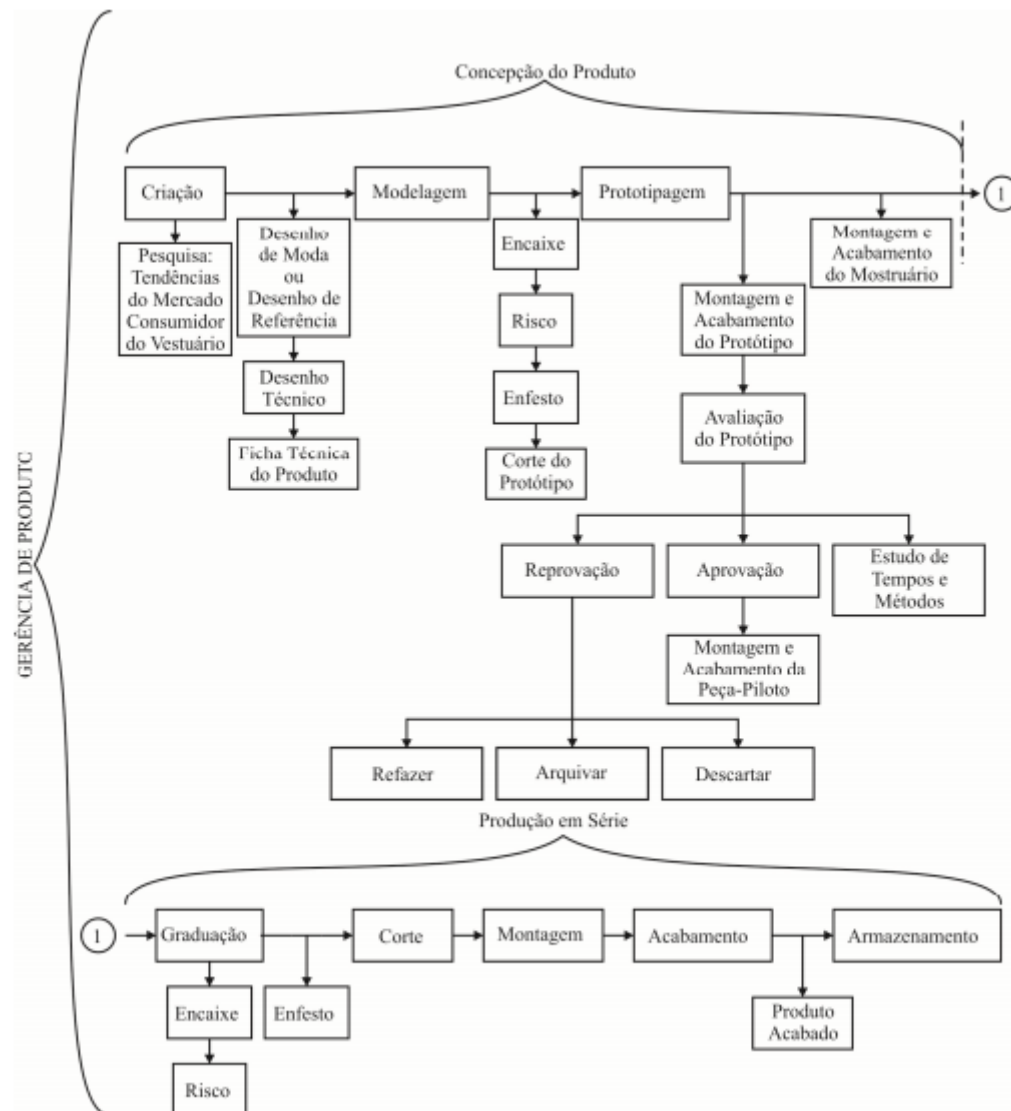 GERÊNCIA DE PRODUTO
Concepção do Produto
Criação
Modelagem
Prototipagem
1
Pesquisa:
Tendências
do Mercado
Consumidor
do Vestuário
Desenho
de Moda
ou
Desenho de
Referência
Desenho
Técnico
Ficha Técnica
do Produto
Encaixe
Risco
Enfesto
Corte do
Protótipo
Montagem e
Acabamento
do Protótipo
Montagem e
Acabamento
do Mostruário
Avaliação
do Protótipo
Reprovação
Aprovação
Estudo de
Tempos e
Métodos
Montagem e
Acabamento da
Peça-Piloto
Refazer
Arquivar
Descartar
Produção em Série
1
Graduação
Corte
Montagem
Acabamento
Armazenamento
Encaixe
Enfesto
Produto
Acabado
Risco